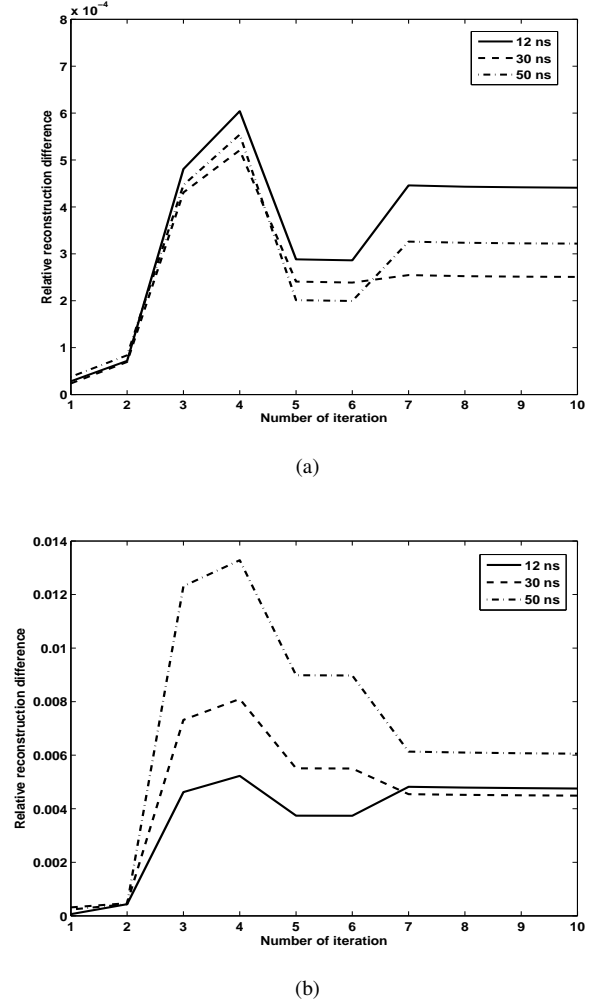 x 10⁻⁴
8
7
6
5
4
3
2
1
0
Relative reconstruction difference
12 ns
30 ns
50 ns
1 2 3 4 5 6 7 8 9 10
Number of iteration
(a)
0.014
0.012
0.01
0.008
0.006
0.004
0.002
0
Relative reconstruction difference
12 ns
30 ns
50 ns
1 2 3 4 5 6 7 8 9 10
Number of iteration
(b)